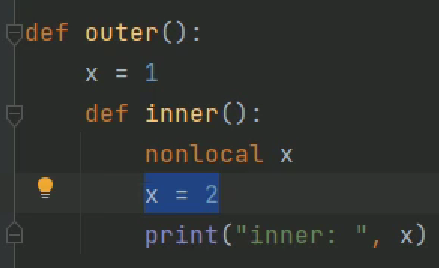 def outer():
    x = 1
    def inner():
        nonlocal x
        x = 2
        print("inner: ", x)